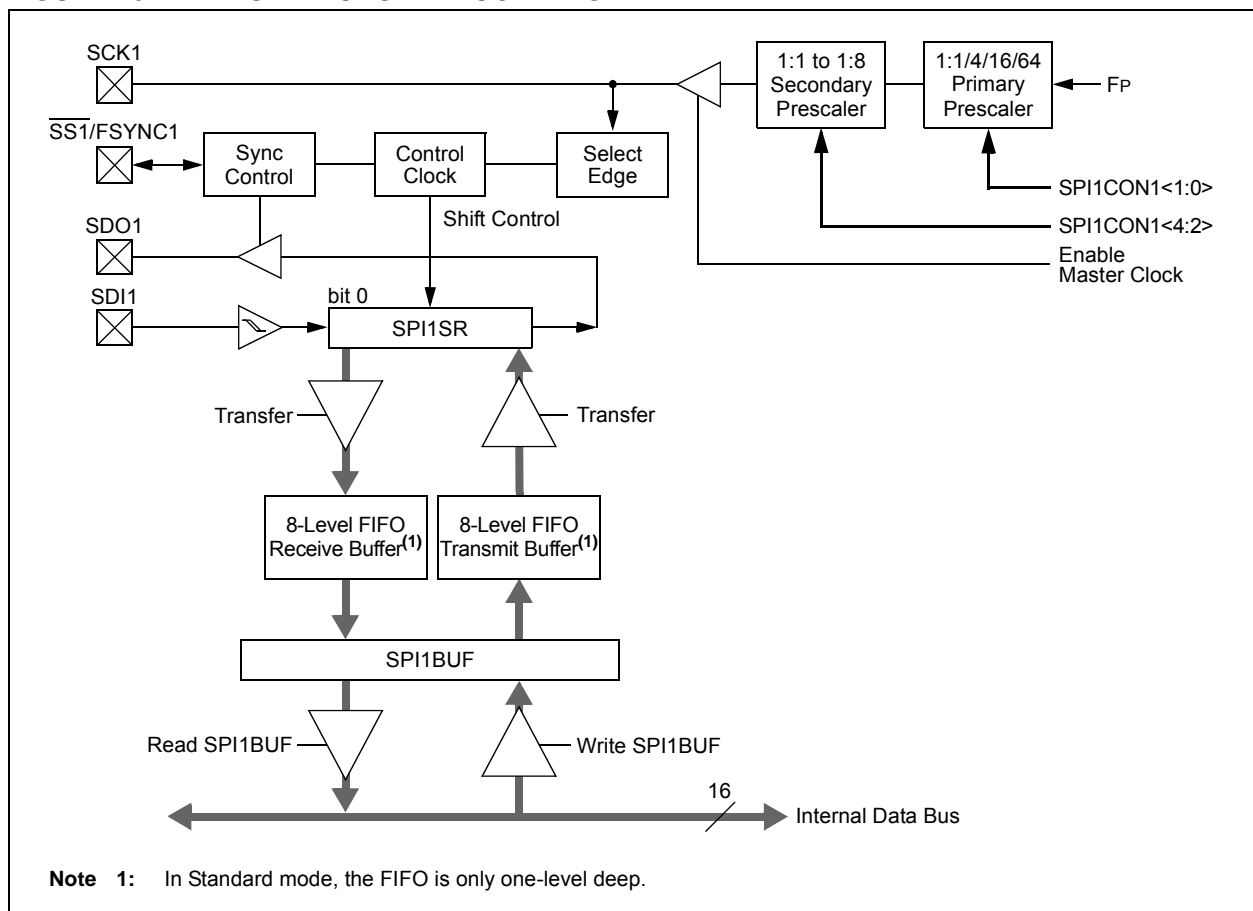 SCK1
SS1/FSYNC1
SDO1
SDI1
Sync
Control
Control
Clock
Select
Edge
1:1 to 1:8
Secondary
Prescaler
1:1/4/16/64
Primary
Prescaler
FP
SPI1CON1<1:0>
SPI1CON1<4:2>
Enable
Master Clock
Shift Control
bit 0
SPI1SR
Transfer
Transfer
8-Level FIFO
Receive Buffer(1)
8-Level FIFO
Transmit Buffer(1)
SPI1BUF
Read SPI1BUF
Write SPI1BUF
16
Internal Data Bus
Note 1: In Standard mode, the FIFO is only one-level deep.